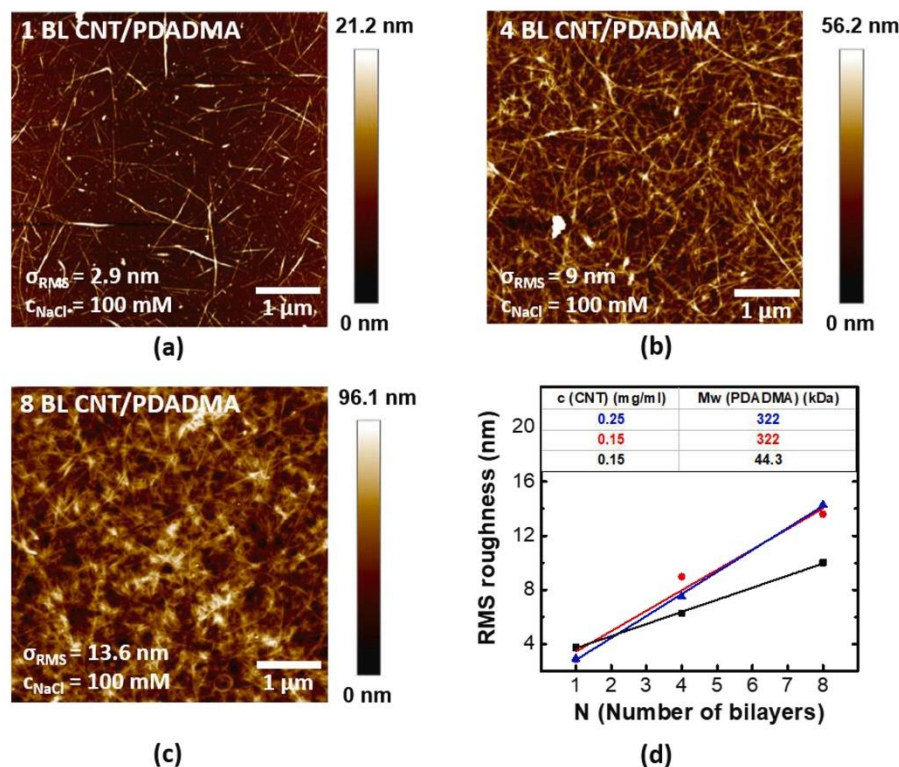 1 BL CNT/PDADMA
21.2 nm
σRMS = 2.9 nm
cNaCl = 100 mM
1 µm
0 nm
(a)
4 BL CNT/PDADMA
56.2 nm
σRMS = 9 nm
cNaCl = 100 mM
1 µm
0 nm
(b)
8 BL CNT/PDADMA
96.1 nm
σRMS = 13.6 nm
cNaCl = 100 mM
1 µm
0 nm
(c)
c (CNT) (mg/ml) Mw (PDADMA) (kDa)
0.25 322
0.15 322
0.15 44.3
RMS roughness (nm)
20
16
12
8
4
1 2 3 4 5 6 7 8
N (Number of bilayers)
(d)